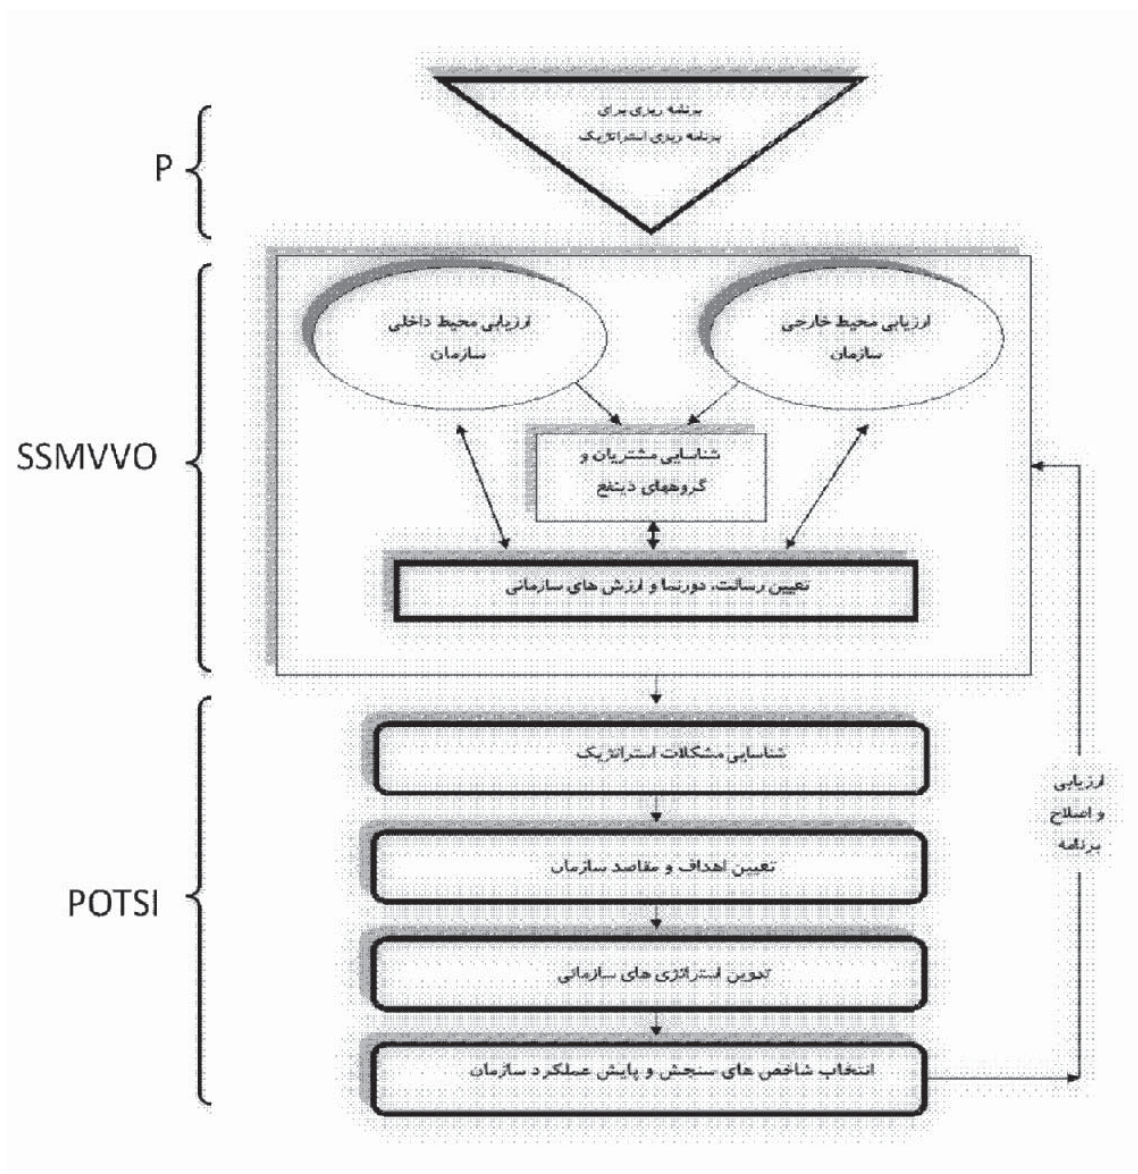 P
برنامه ریزی برای
برنامه ریزی استراتژیک
SSMVVO
ارزیابی محیط خارجی
سازمان
ارزیابی محیط داخلی
سازمان
شناسایی مشتریان و
گروههای ذینفع
تعیین رسالت، دورنما و ارزش های سازمانی
POTSI
شناسایی مشکلات استراتژیک
تعیین اهداف و مقاصد سازمان
تدوین استراتژی های سازمانی
انتخاب شاخص های سنجش و پایش عملکرد سازمان
ارزیابی
و اصلاح
برنامه